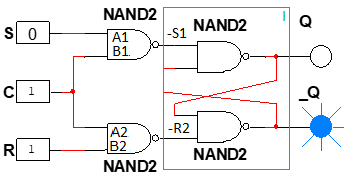 NAND2 NAND2 I Q
S 0 A1 -S1
B1
C 1 _Q
A2
R 1 B2 -R2
NAND2 NAND2